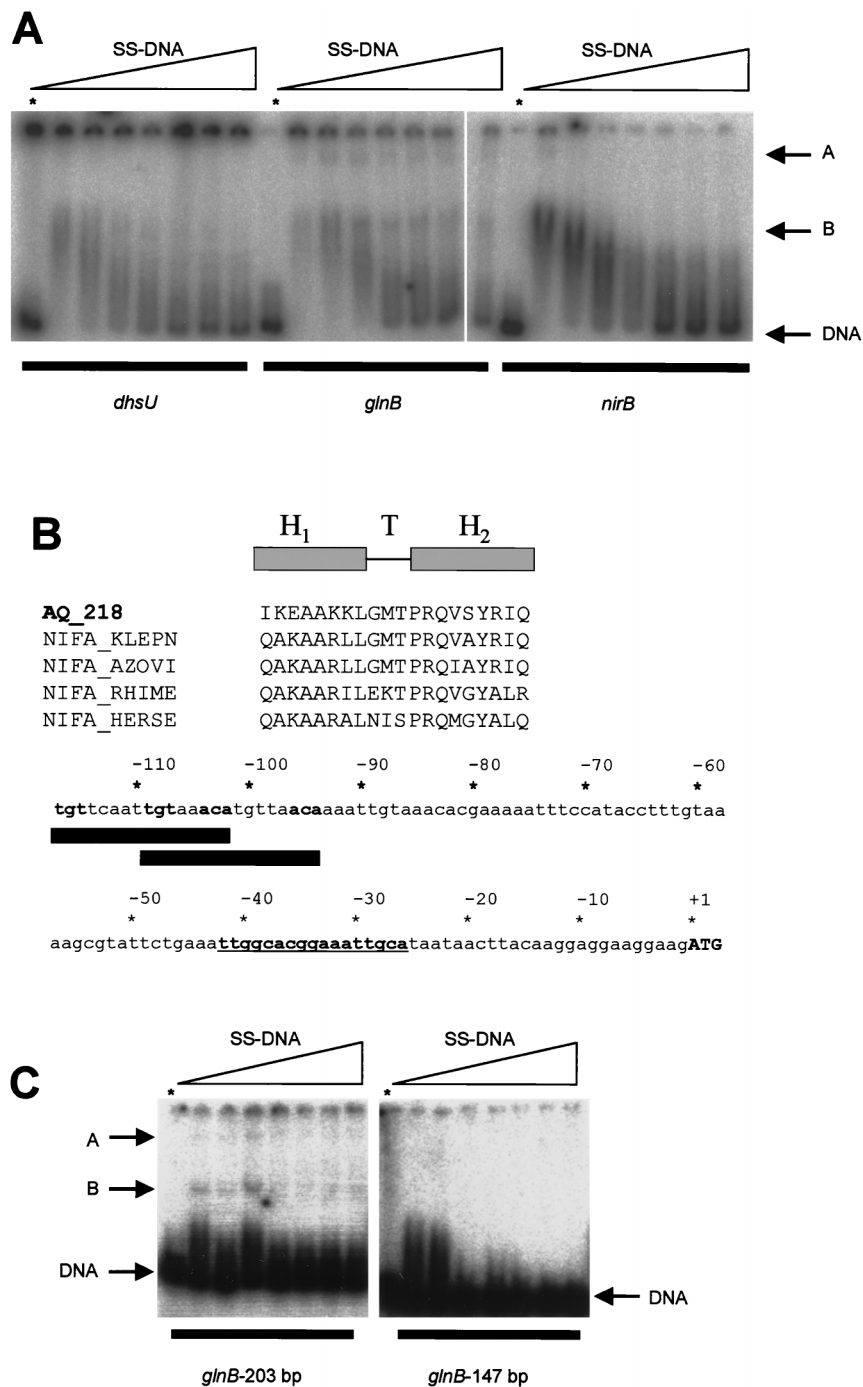 A
SS-DNA SS-DNA SS-DNA
* * *
A
B
DNA
dhsU glnB nirB
B
H1 T H2
AQ_218 IKEAAKKLGMTPRQVSYRIQ
NIFA_KLEPN QAKAARLLGMTPRQVAYRIQ
NIFA_AZOVI QAKAARLLGMTPRQIAYRIQ
NIFA_RHIME QAKAARILEKTPRQVGYALR
NIFA_HERSE QAKAARALNISPRQMGYALQ
-110 -100 -90 -80 -70 -60
* * * * * *
tgttcaattgtaaacatgttaacaaaattgtaaacacgaaaaatttccataccttttgtaa
-50 -40 -30 -20 -10 +1
* * * * * *
aagcgtattctgaaattggcacggaaattgcataataacttacaaggaggaaggaagATG
C
SS-DNA SS-DNA
* *
A
B
DNA
DNA
glnB-203 bp glnB-147 bp